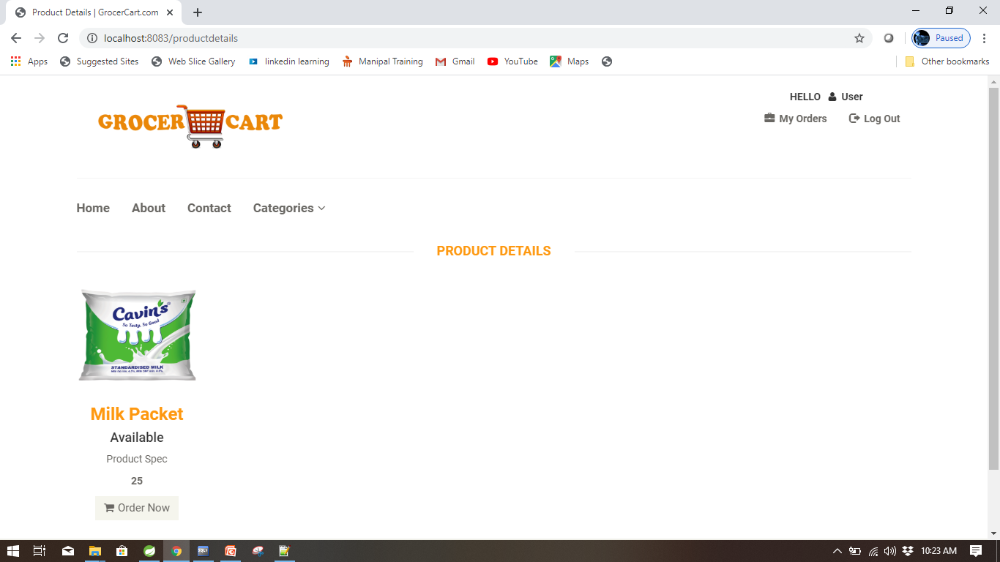 Product Details | GrocerCart.com
localhost:8083/productdetails
Paused
Apps Suggested Sites Web Slice Gallery linkedin learning Manipal Training Gmail YouTube Maps Other bookmarks
HELLO User
GROCER CART
My Orders Log Out
Home About Contact Categories
PRODUCT DETAILS
Cavin's
So Tasty, So Good
STANDARDISED MILK
Milk Packet
Available
Product Spec
25
Order Now
10:23 AM